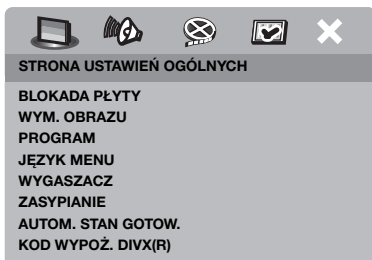 STRONA USTAWIEŃ OGÓLNYCH
BLOKADA PŁYTY
WYM. OBRAZU
PROGRAM
JĘZYK MENU
WYGASZACZ
ZASYPIANIE
AUTOM. STAN GOTOW.
KOD WYPOŻ. DIVX(R)